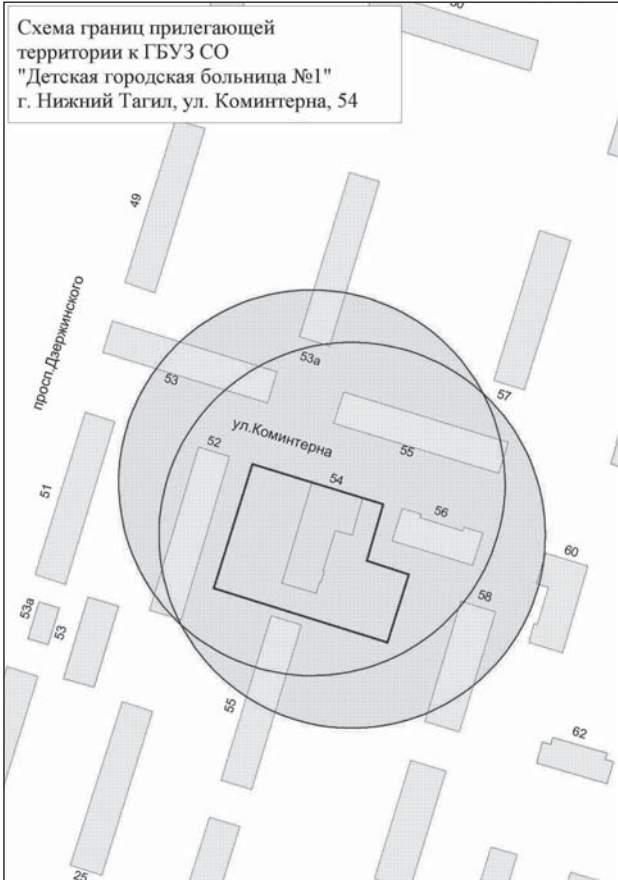 Схема границ прилегающей
территории к ГБУЗ СО
"Детская городская больница №1"
г. Нижний Тагил, ул. Коминтерна, 54
49
просп.Дзержинского
53а
53
57
ул.Коминтерна
52
55
54
51
56
60
58
53а
53
55
62
25